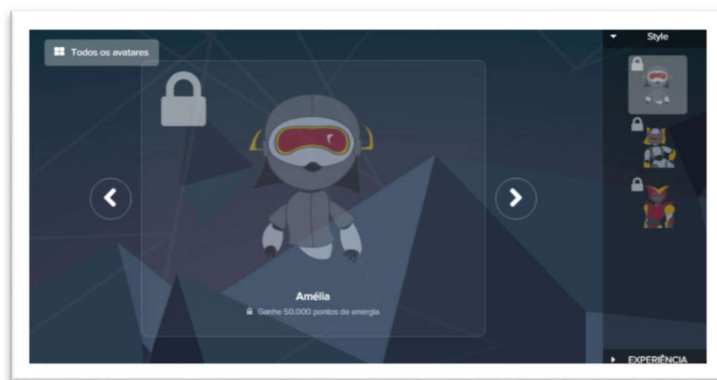 Todos os avatares
Style
Amélia
Ganhe 50.000 pontos de energia
EXPERIÊNCIA